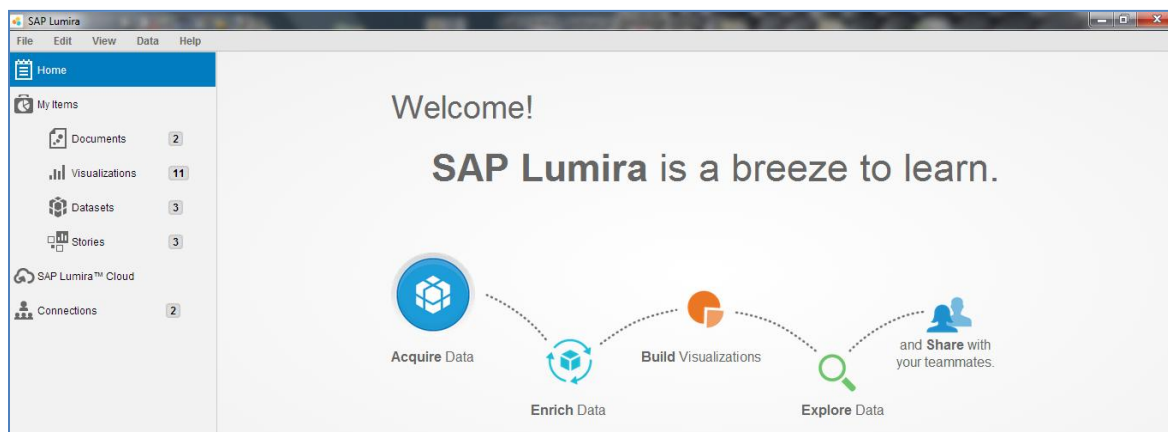 SAP Lumira
File Edit View Data Help
Home
My Items
Documents 2
Visualizations 11
Datasets 3
Stories 3
SAP Lumira™ Cloud
Connections 2
Welcome!
SAP Lumira is a breeze to learn.
Acquire Data
Enrich Data
Build Visualizations
Explore Data
and Share with
your teammates.